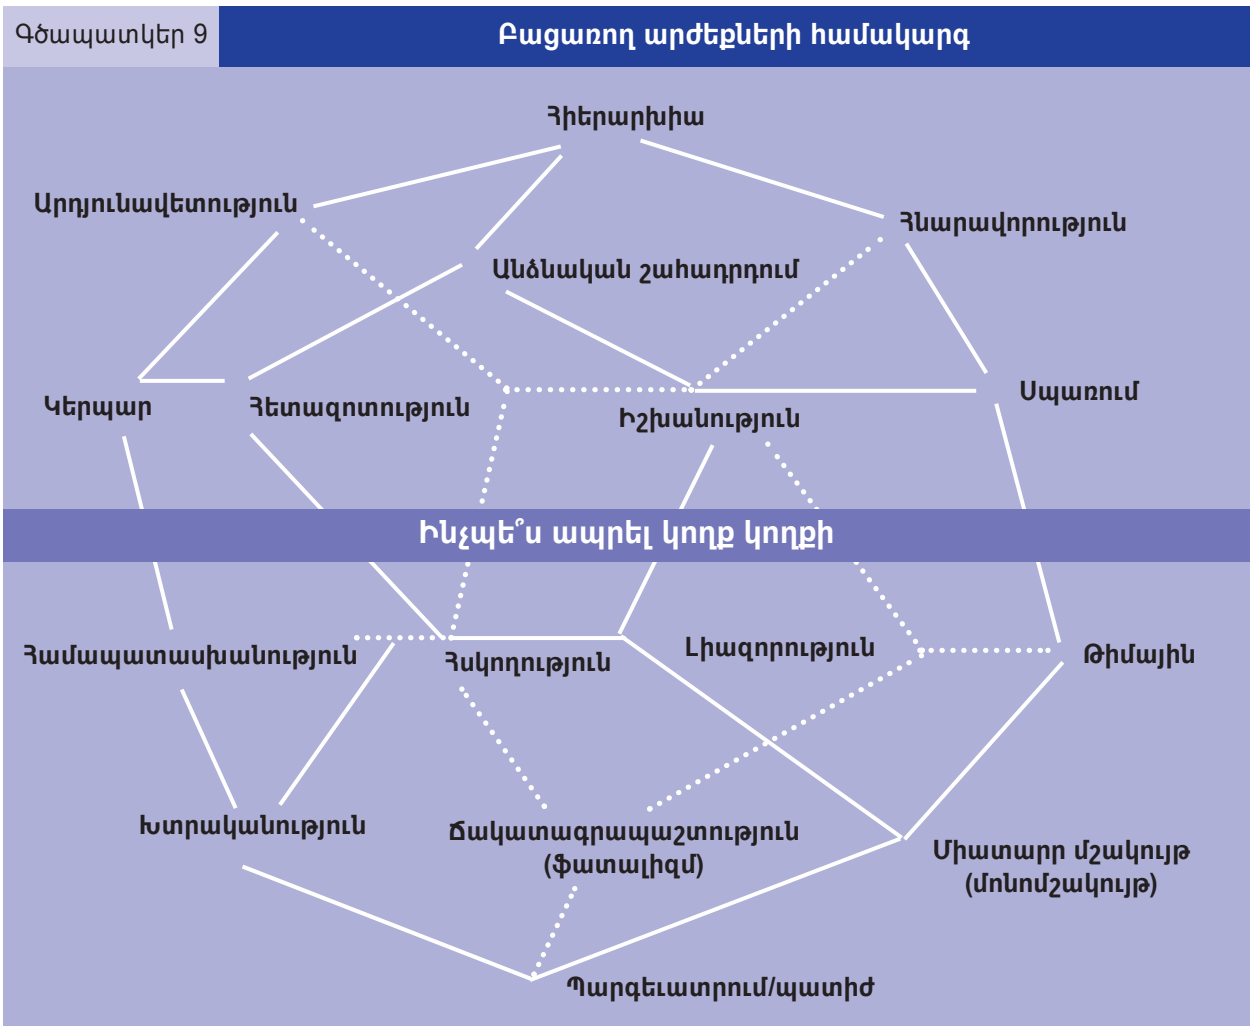 Գծապատկեր 9
Բացառող արժեքների համակարգ
Հիերարխիա
Արդյունավետություն
Հնարավորություն
Անձնական շահադրդում
Սպառում
Կերպար
Հետազոտություն
Իշխանություն
Ինչպե՞ս ապրել կողք կողքի
Համապատասխանություն
Հսկողություն
Լիազորություն
Թիմային
Խտրականություն
Ճակատագրապաշտություն
(ֆատալիզմ)
Միատարր մշակույթ
(մոնոմշակույթ)
Պարգեւատրում/պատիժ